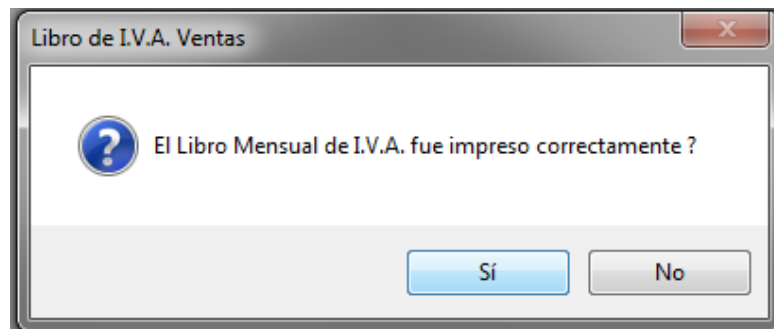 Libro de I.V.A. Ventas
El Libro Mensual de I.V.A. fue impreso correctamente ?
Sí
No